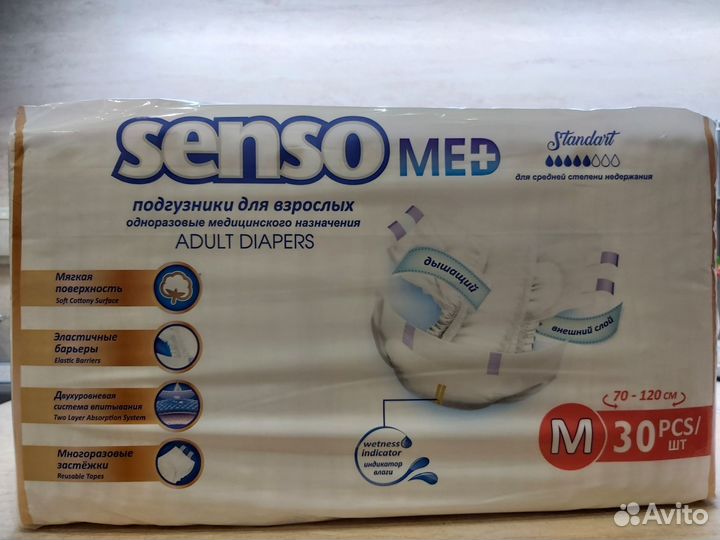 senso MED
Standart
для средней степени недержания
подгузники для взрослых
одноразовые медицинского назначения
ADULT DIAPERS
Мягкая
поверхность
Soft Cottony Surface
Эластичные
барьеры
Elastic Barriers
Двухуровневая
система впитывания
Two Layer Absorption System
Многоразовые
застёжки
Reusable Tapes
дышащий
внешний слой
wetness
indicator
индикатор
влаги
70 - 120 см
M 30 PCS/
шт
Avito